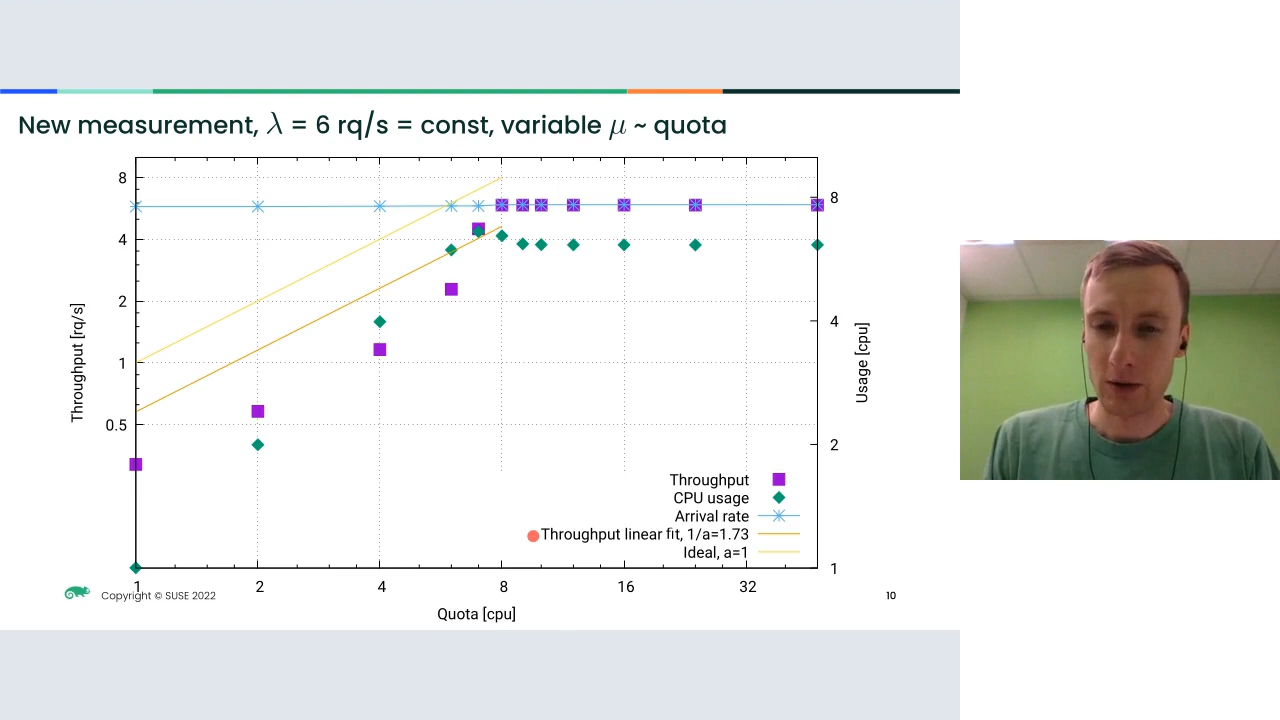 New measurement, λ = 6 rq/s = const, variable μ ~ quota
8
4
2
1
0.5
Throughput [rq/s]
8
4
2
1
Usage [cpu]
Throughput
CPU usage
Arrival rate
Throughput linear fit, 1/a=1.73
Ideal, a=1
1
2
4
8
16
32
Quota [cpu]
Copyright © SUSE 2022
10